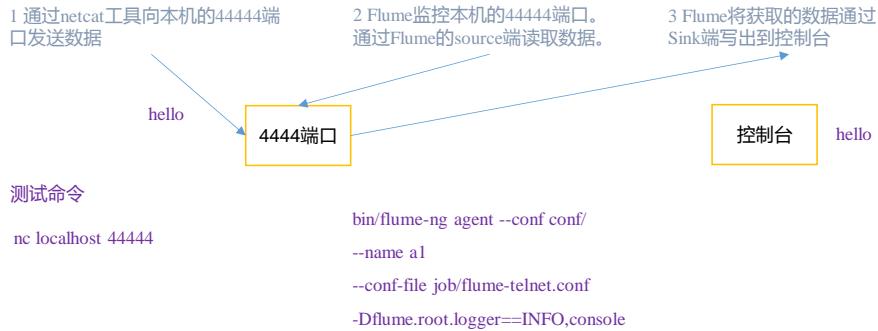 1 通过netcat工具向本机的44444端
口发送数据
2 Flume监控本机的44444端口。
通过Flume的source端读取数据。
3 Flume将获取的数据通过
Sink端写出到控制台
hello
4444端口
控制台
hello
测试命令
nc localhost 44444
bin/flume-ng agent --conf conf/
--name a1
--conf-file job/flume-telnet.conf
-Dflume.root.logger==INFO,console